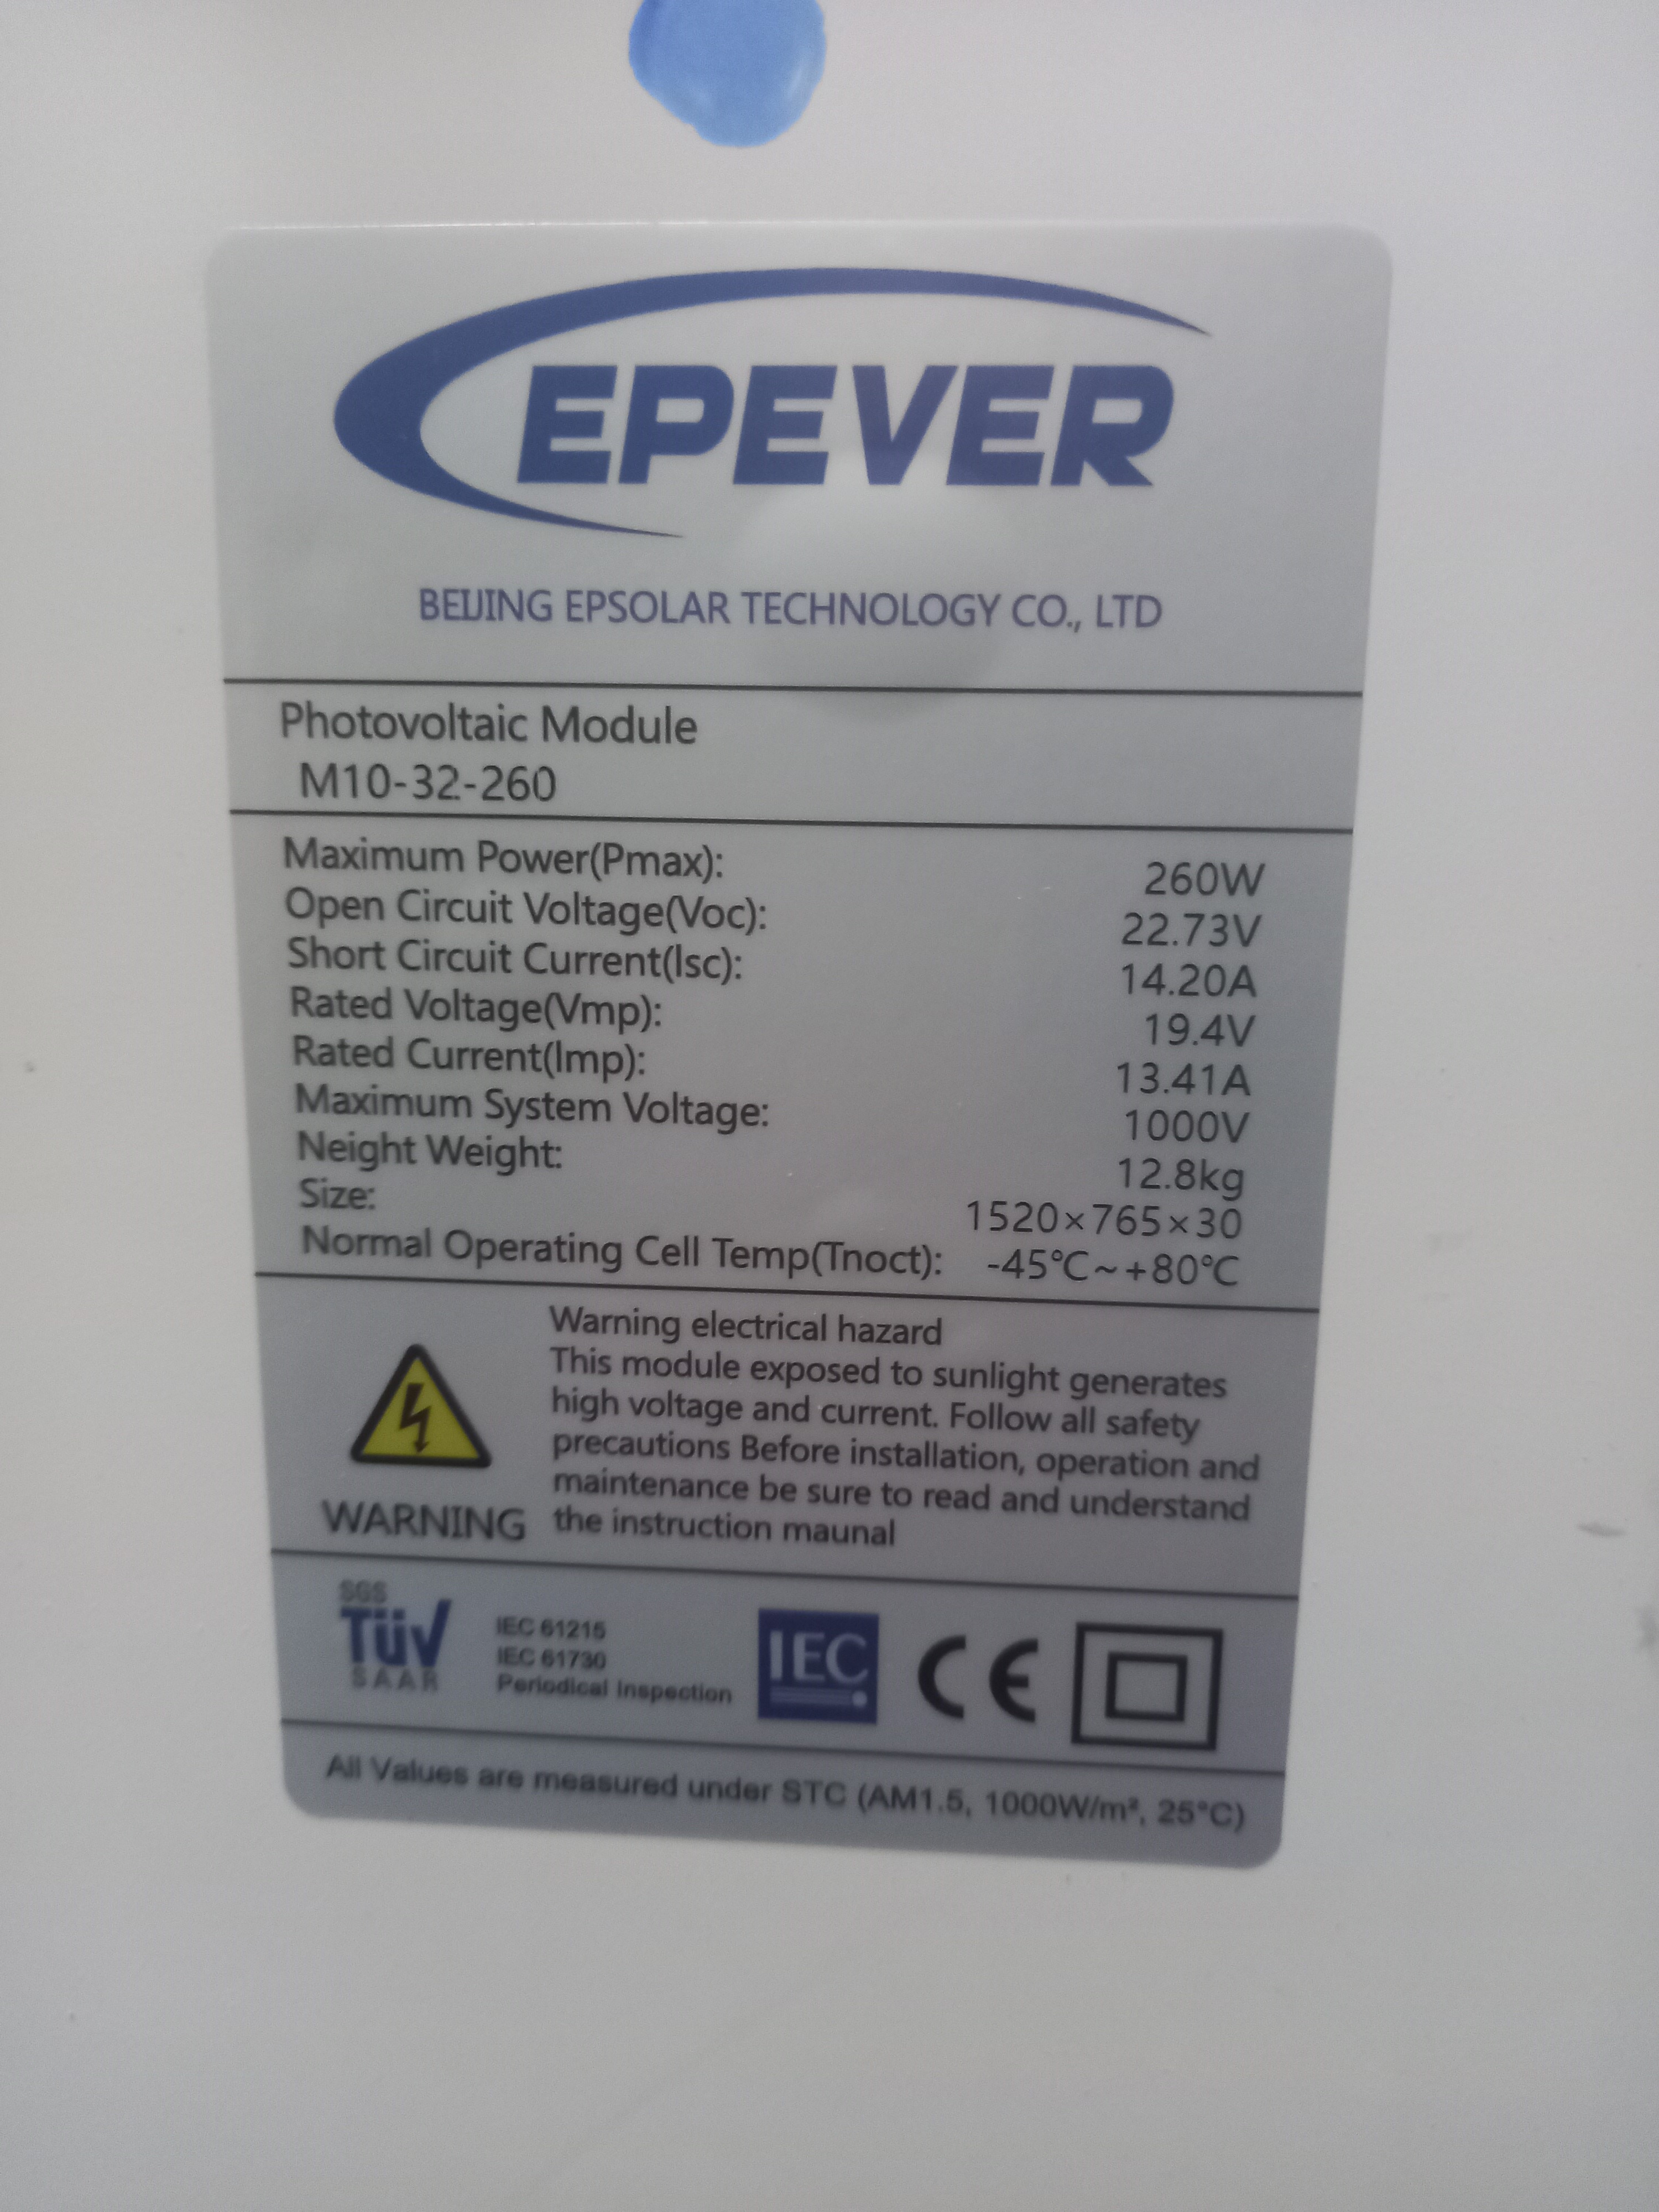 EPEVER
BEIJING EPSOLAR TECHNOLOGY CO., LTD
Photovoltaic Module
M10-32-260
Maximum Power(Pmax): 260W
Open Circuit Voltage(Voc): 22.73V
Short Circuit Current(Isc): 14.20A
Rated Voltage(Vmp): 19.4V
Rated Current(Imp): 13.41A
Maximum System Voltage: 1000V
Neight Weight: 12.8kg
Size: 1520×765×30
Normal Operating Cell Temp(Tnoct): -45℃~+80℃
Warning electrical hazard
This module exposed to sunlight generates
high voltage and current. Follow all safety
precautions Before installation, operation and
maintenance be sure to read and understand
the instruction maunal
WARNING
SGS
TÜV
SAAR
IEC 61215
IEC 61730
Periodical Inspection
IEC
CE
All Values are measured under STC (AM1.5, 1000W/m², 25°C)